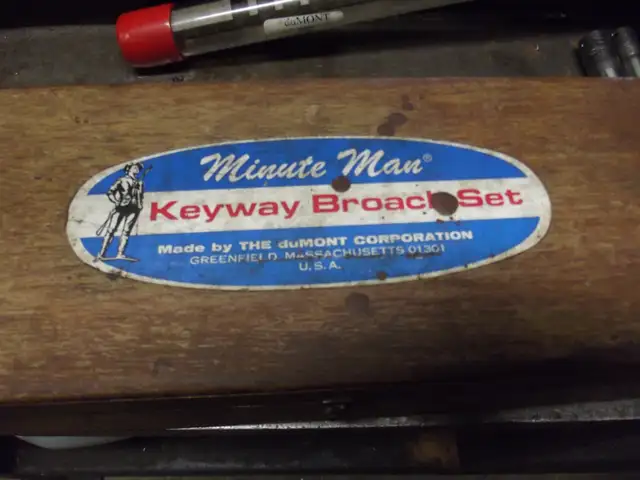 duMONT
Minute Man®
Keyway Broach Set
Made by THE duMONT CORPORATION
GREENFIELD, MASSACHUSETTS 01301
U.S.A.